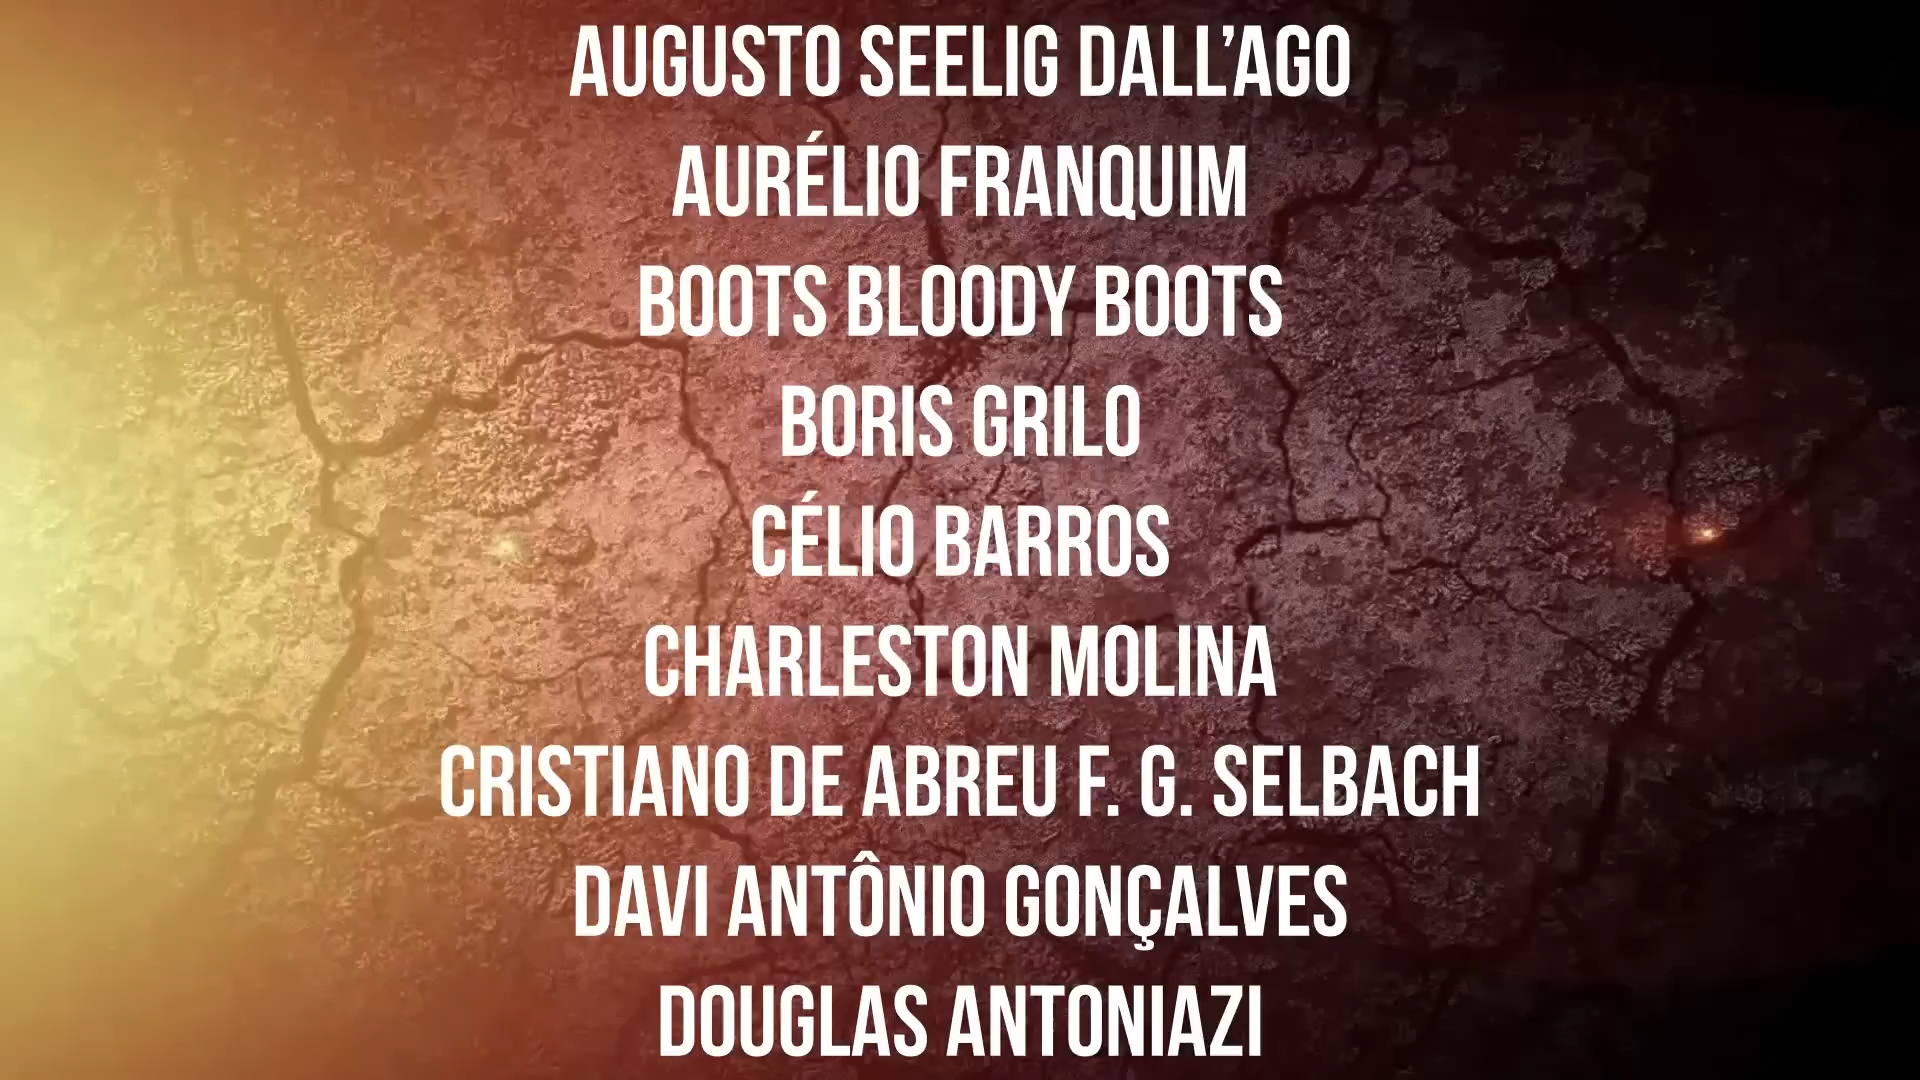 AUGUSTO SEELIG DALL’AGO
AURÉLIO FRANQUIM
BOOTS BLOODY BOOTS
BORIS GRILO
CÉLIO BARROS
CHARLESTON MOLINA
CRISTIANO DE ABREU F. G. SELBACH
DAVI ANTÔNIO GONÇALVES
DOUGLAS ANTONIAZI